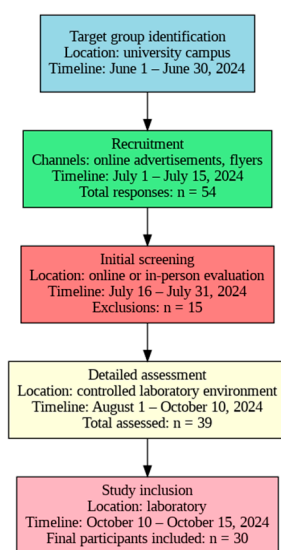 Target group identification
Location: university campus
Timeline: June 1 – June 30, 2024
Recruitment
Channels: online advertisements, flyers
Timeline: July 1 – July 15, 2024
Total responses: n = 54
Initial screening
Location: online or in-person evaluation
Timeline: July 16 – July 31, 2024
Exclusions: n = 15
Detailed assessment
Location: controlled laboratory environment
Timeline: August 1 – October 10, 2024
Total assessed: n = 39
Study inclusion
Location: laboratory
Timeline: October 10 – October 15, 2024
Final participants included: n = 30